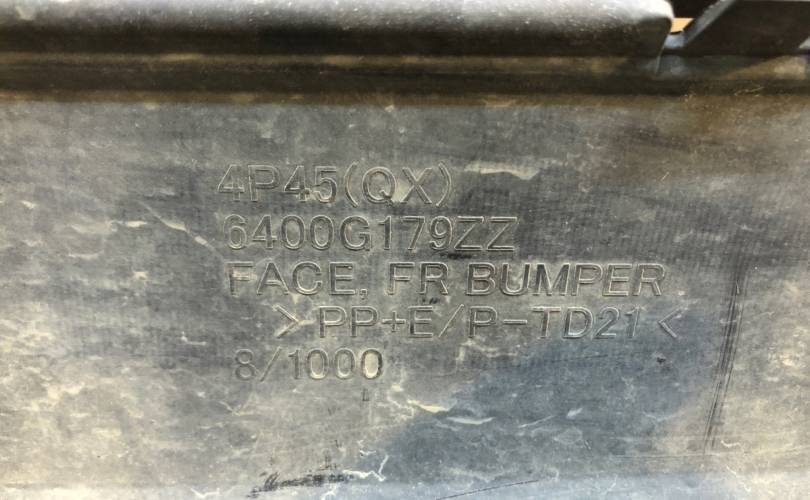 4P45(QX)
6400G179ZZ
FACE, FR BUMPER
>PP+E/P-TD21<
8/1000